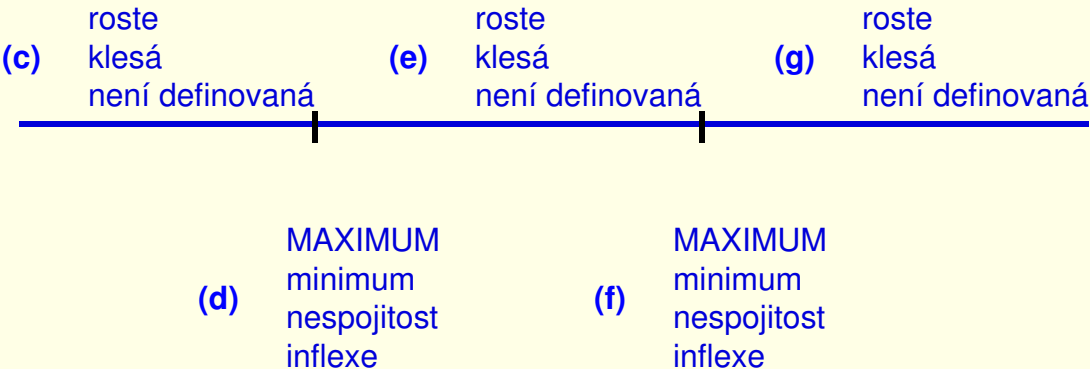 roste
(c) klesá
není definovaná
roste
(e) klesá
není definovaná
roste
(g) klesá
není definovaná
MAXIMUM
minimum
(d)
nespojitost
inflexe
MAXIMUM
minimum
(f)
nespojitost
inflexe